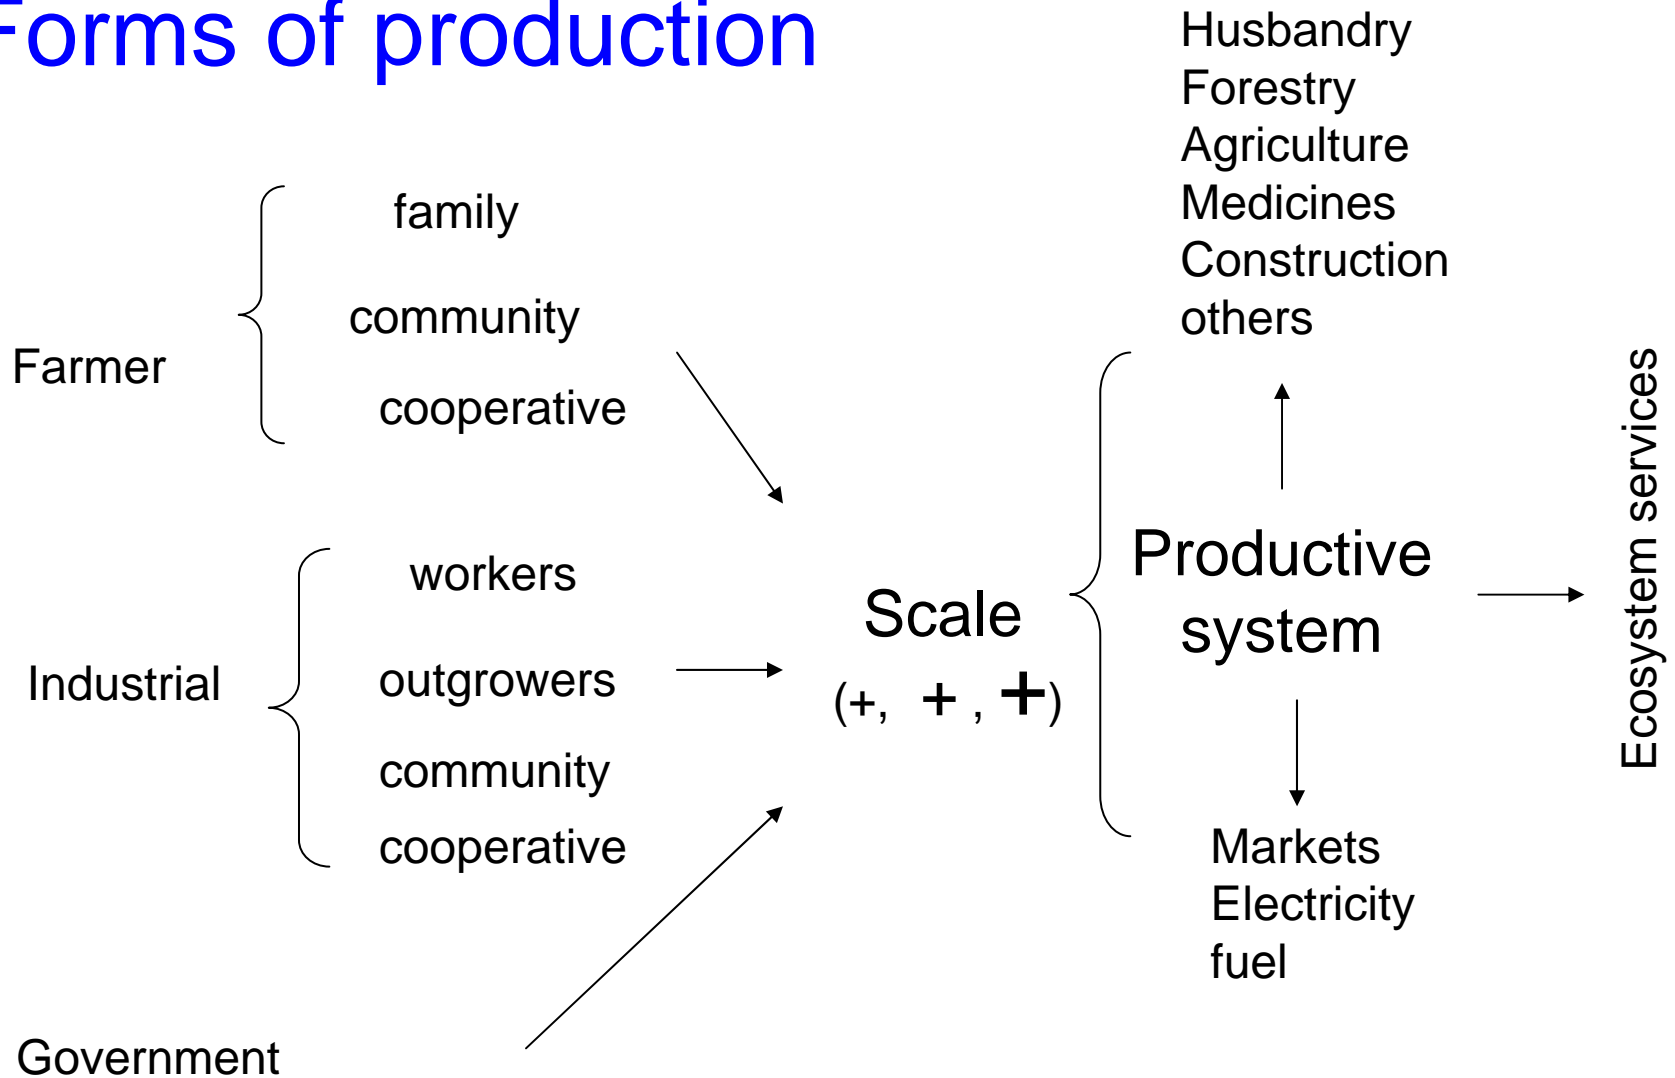 Forms of production
Farmer
family
community
cooperative
Industrial
workers
outgrowers
community
cooperative
Government
Scale
(+, + , +)
Husbandry
Forestry
Agriculture
Medicines
Construction
others
Productive
system
Markets
Electricity
fuel
Ecosystem services